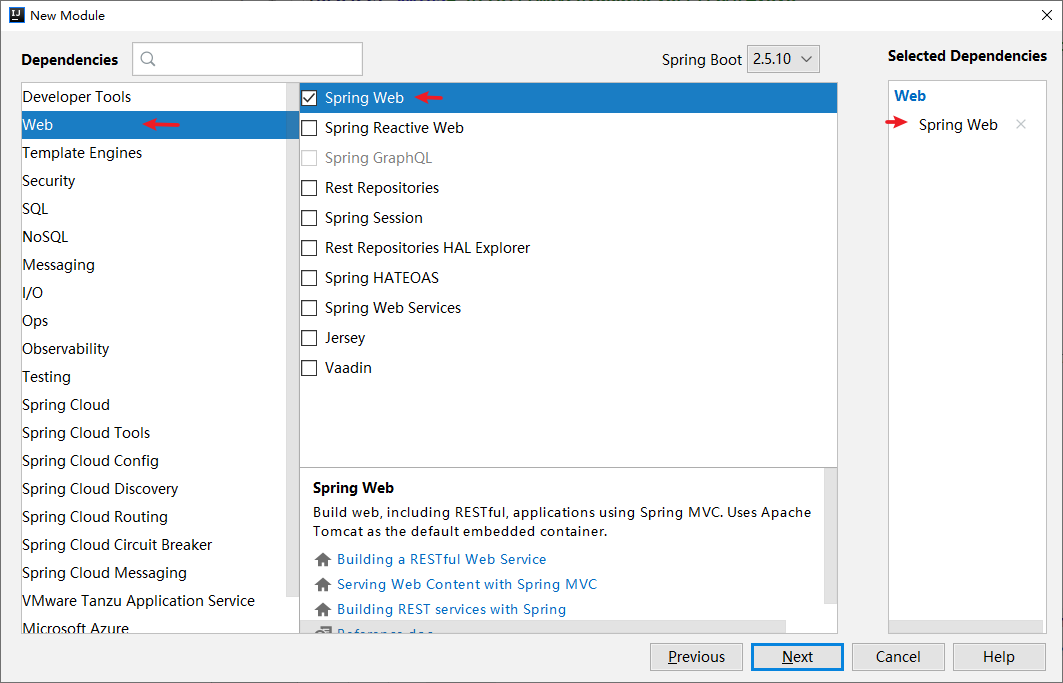 New Module
Dependencies
Spring Boot 2.5.10
Selected Dependencies
Developer Tools
Web
Template Engines
Security
SQL
NoSQL
Messaging
I/O
Ops
Observability
Testing
Spring Cloud
Spring Cloud Tools
Spring Cloud Config
Spring Cloud Discovery
Spring Cloud Routing
Spring Cloud Circuit Breaker
Spring Cloud Messaging
VMware Tanzu Application Service
Microsoft Azure
Spring Web
Spring Reactive Web
Spring GraphQL
Rest Repositories
Spring Session
Rest Repositories HAL Explorer
Spring HATEOAS
Spring Web Services
Jersey
Vaadin
Spring Web
Build web, including RESTful, applications using Spring MVC. Uses Apache
Tomcat as the default embedded container.
Building a RESTful Web Service
Serving Web Content with Spring MVC
Building REST services with Spring
Reference doc
Web
Spring Web
Previous
Next
Cancel
Help